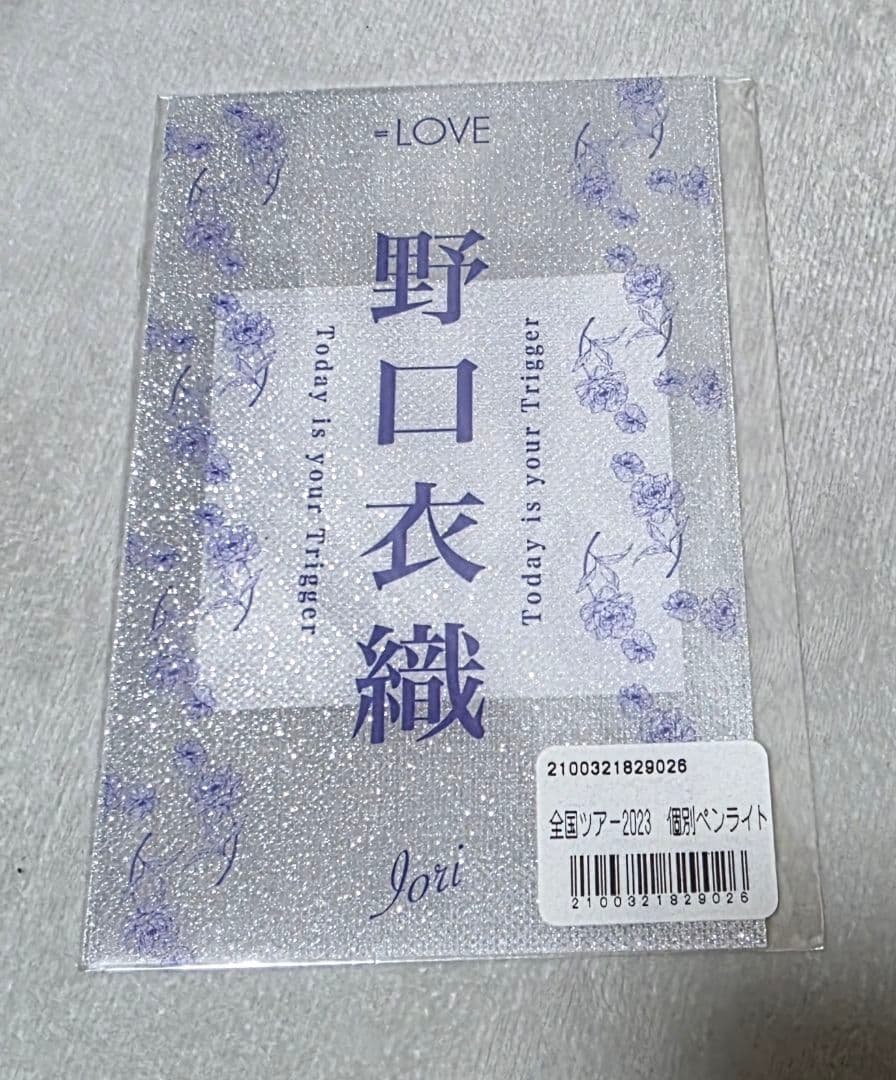 =LOVE
野口衣織
Today is your Trigger
Today is your Trigger
Iori
2100321829026
全国ツアー2023 個別ペンライト
2100321829026